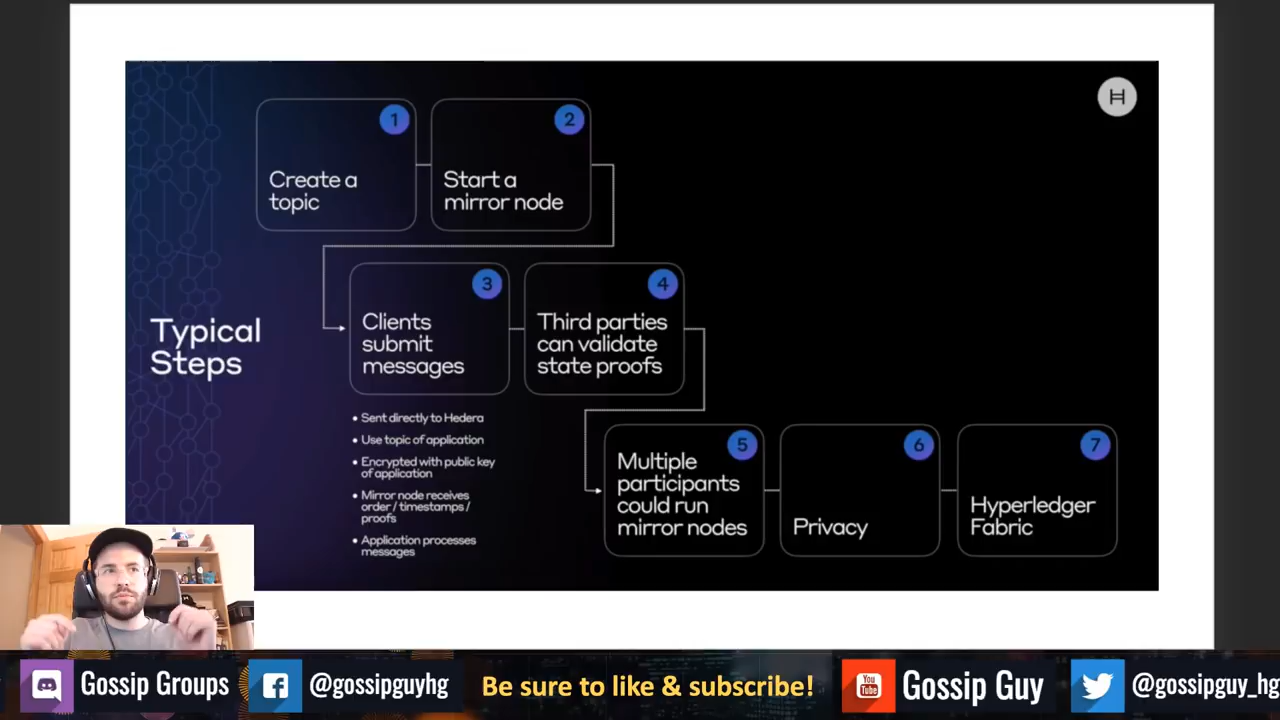 H
1
Create a
topic
2
Start a
mirror node
Typical
Steps
3
Clients
submit
messages
4
Third parties
can validate
state proofs
• Sent directly to Hedera
• Use topic of application
• Encrypted with public key
of application
• Mirror node receives
order / timestamps /
proofs
• Application processes
messages
5
Multiple
participants
could run
mirror nodes
6
Privacy
7
Hyperledger
Fabric
Gossip Groups
@gossipguyhg
Be sure to like & subscribe!
You
Tube
Gossip Guy
@gossipguy_hg